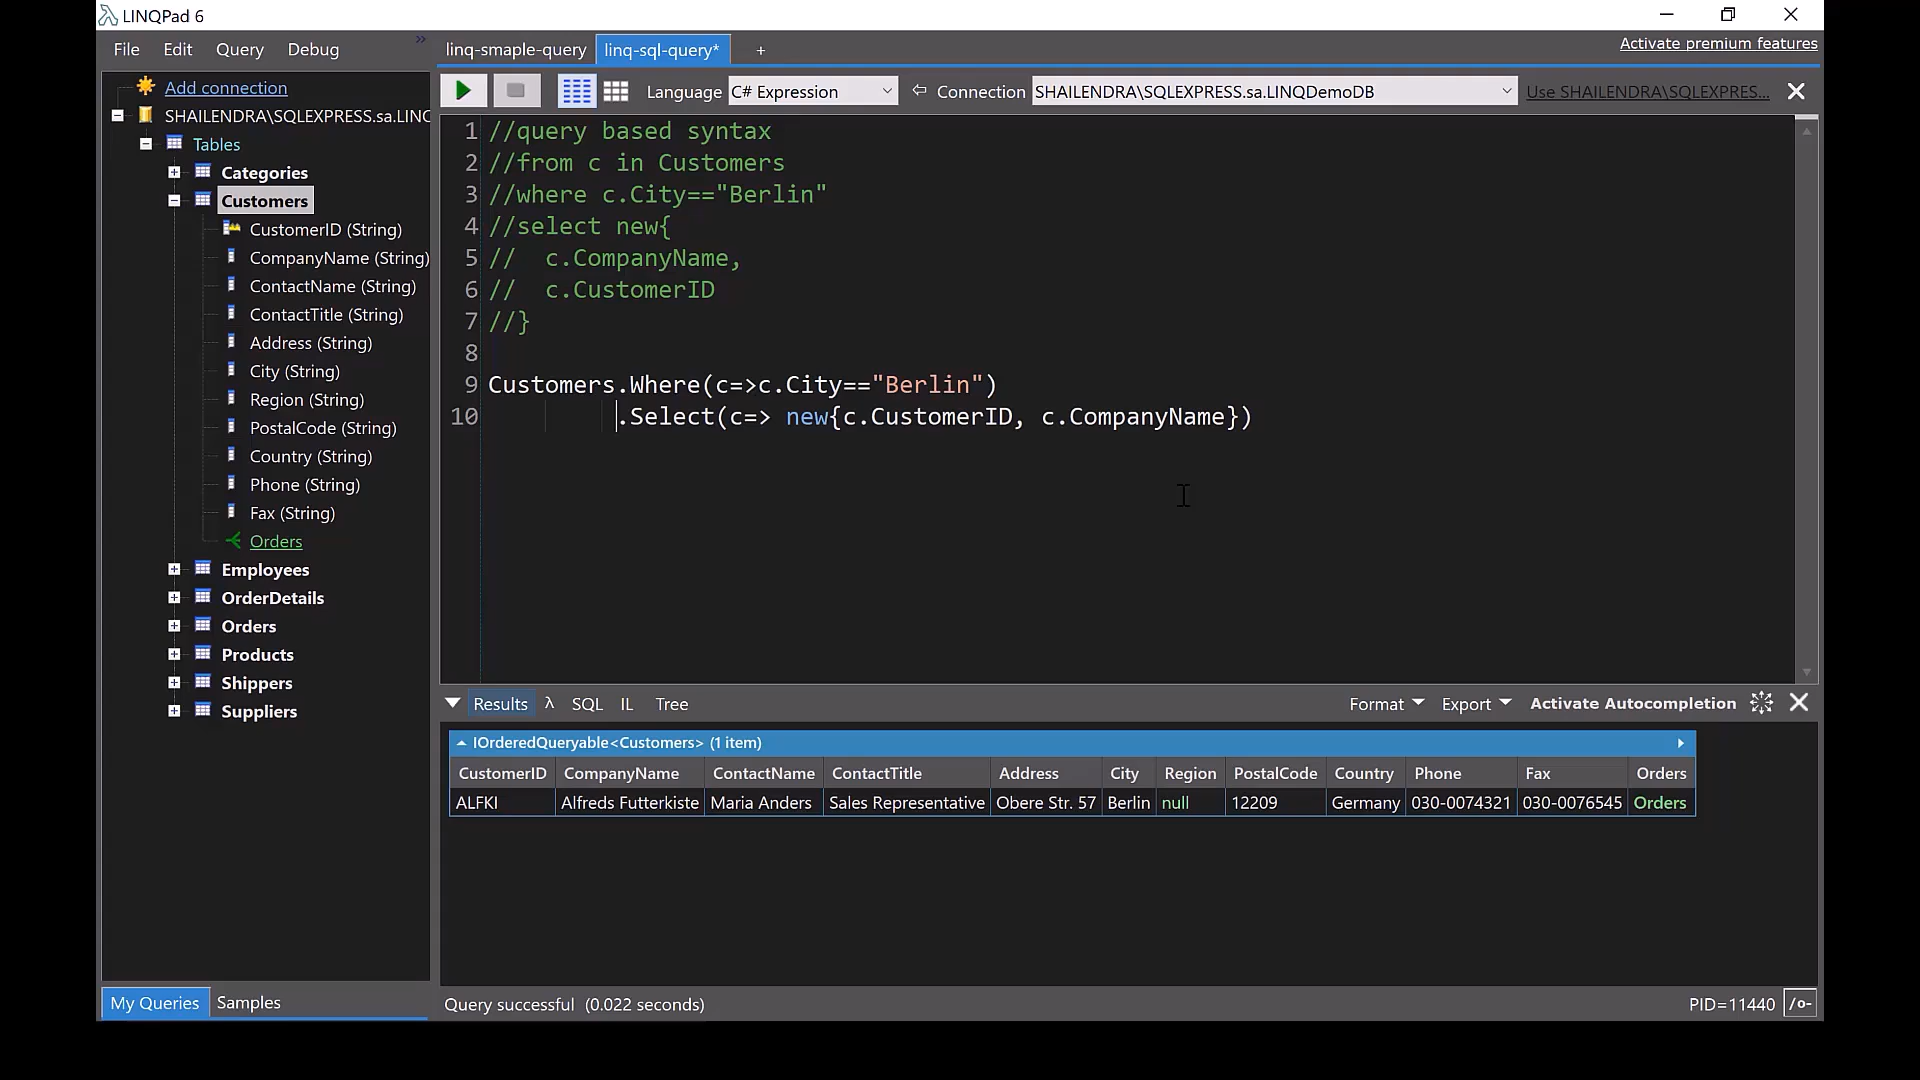 LINQPad 6
File Edit Query Debug »
linq-smaple-query linq-sql-query* +
Activate premium features
Add connection
SHAILENDRA\SQLEXPRESS.sa.LINQ
Tables
Categories
Customers
CustomerID (String)
CompanyName (String)
ContactName (String)
ContactTitle (String)
Address (String)
City (String)
Region (String)
PostalCode (String)
Country (String)
Phone (String)
Fax (String)
Orders
Employees
OrderDetails
Orders
Products
Shippers
Suppliers
My Queries Samples
Language C# Expression Connection SHAILENDRA\SQLEXPRESS.sa.LINQDemoDB Use SHAILENDRA\SQLEXPRES...
1 //query based syntax
2 //from c in Customers
3 //where c.City=="Berlin"
4 //select new{
5 //  c.CompanyName,
6 //  c.CustomerID
7 //}
8
9 Customers.Where(c=>c.City=="Berlin")
10 .Select(c=> new{c.CustomerID, c.CompanyName})
Results λ SQL IL Tree Format Export Activate Autocompletion
IOrderedQueryable<Customers> (1 item)
CustomerID CompanyName ContactName ContactTitle Address City Region PostalCode Country Phone Fax Orders
ALFKI Alfreds Futterkiste Maria Anders Sales Representative Obere Str. 57 Berlin null 12209 Germany 030-0074321 030-0076545 Orders
Query successful (0.022 seconds)
PID=11440 /o-